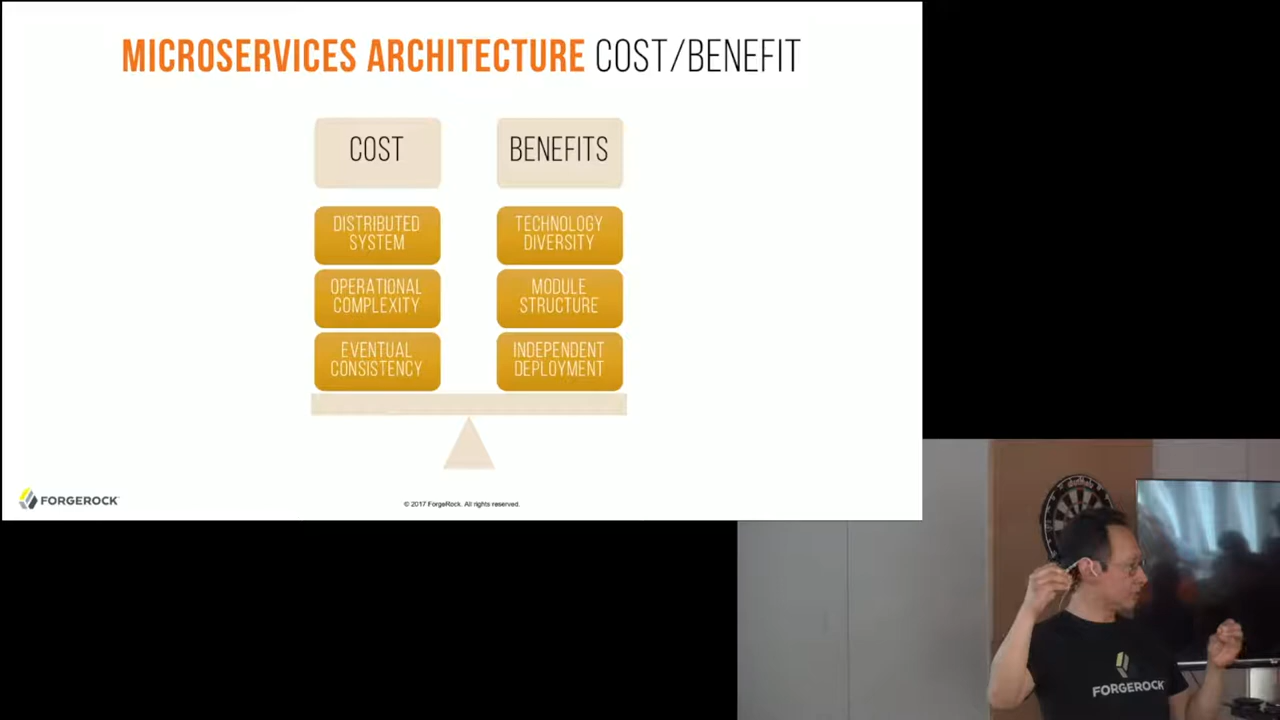 MICROSERVICES ARCHITECTURE COST/BENEFIT
COST
BENEFITS
DISTRIBUTED
SYSTEM
TECHNOLOGY
DIVERSITY
OPERATIONAL
COMPLEXITY
MODULE
STRUCTURE
EVENTUAL
CONSISTENCY
INDEPENDENT
DEPLOYMENT
FORGEROCK
© 2017 ForgeRock. All rights reserved.
FORGEROCK